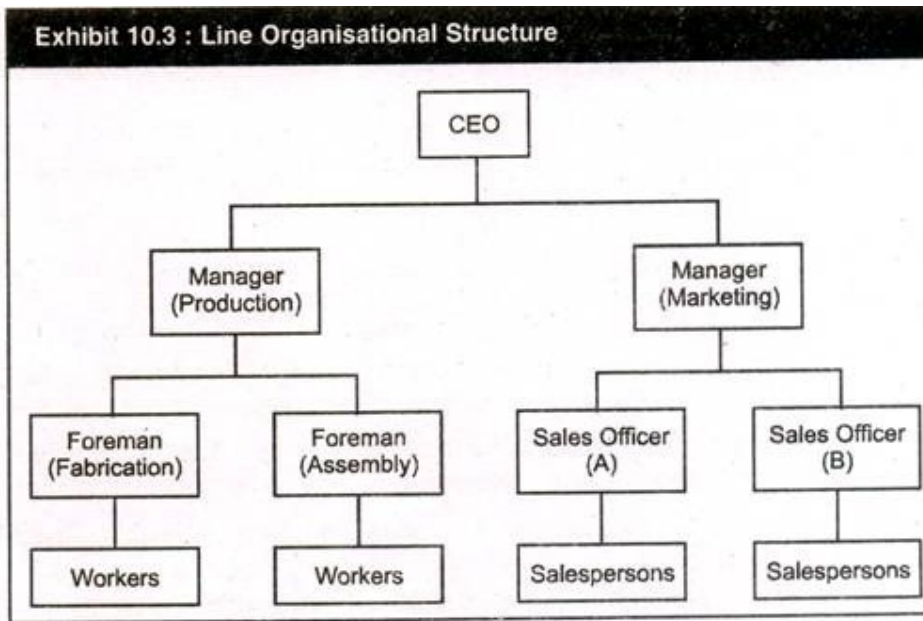 Exhibit 10.3 : Line Organisational Structure
CEO
Manager
(Production)
Manager
(Marketing)
Foreman
(Fabrication)
Foreman
(Assembly)
Sales Officer
(A)
Sales Officer
(B)
Workers
Workers
Salespersons
Salespersons